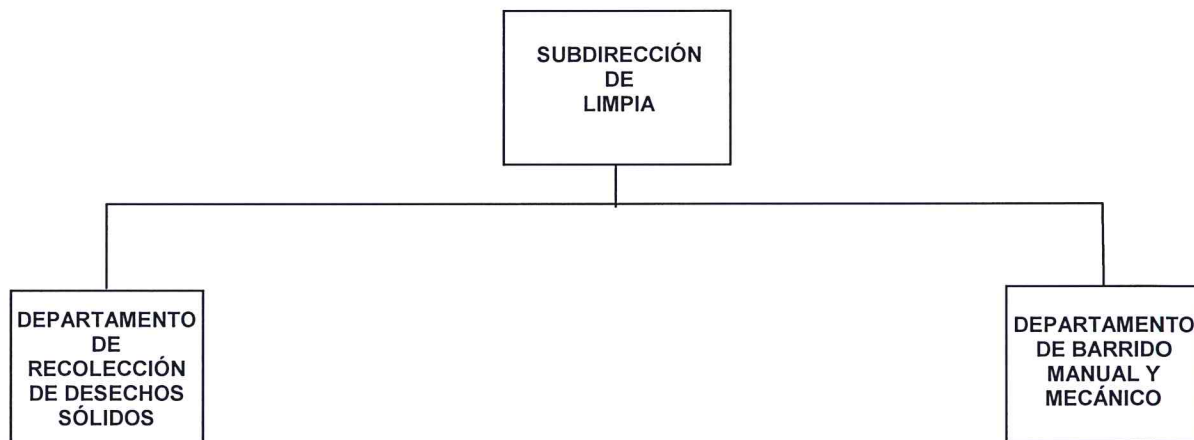 SUBDIRECCIÓN
DE
LIMPIA
DEPARTAMENTO
DE
RECOLECCIÓN
DE DESECHOS
SÓLIDOS
DEPARTAMENTO
DE BARRIDO
MANUAL Y
MECÁNICO